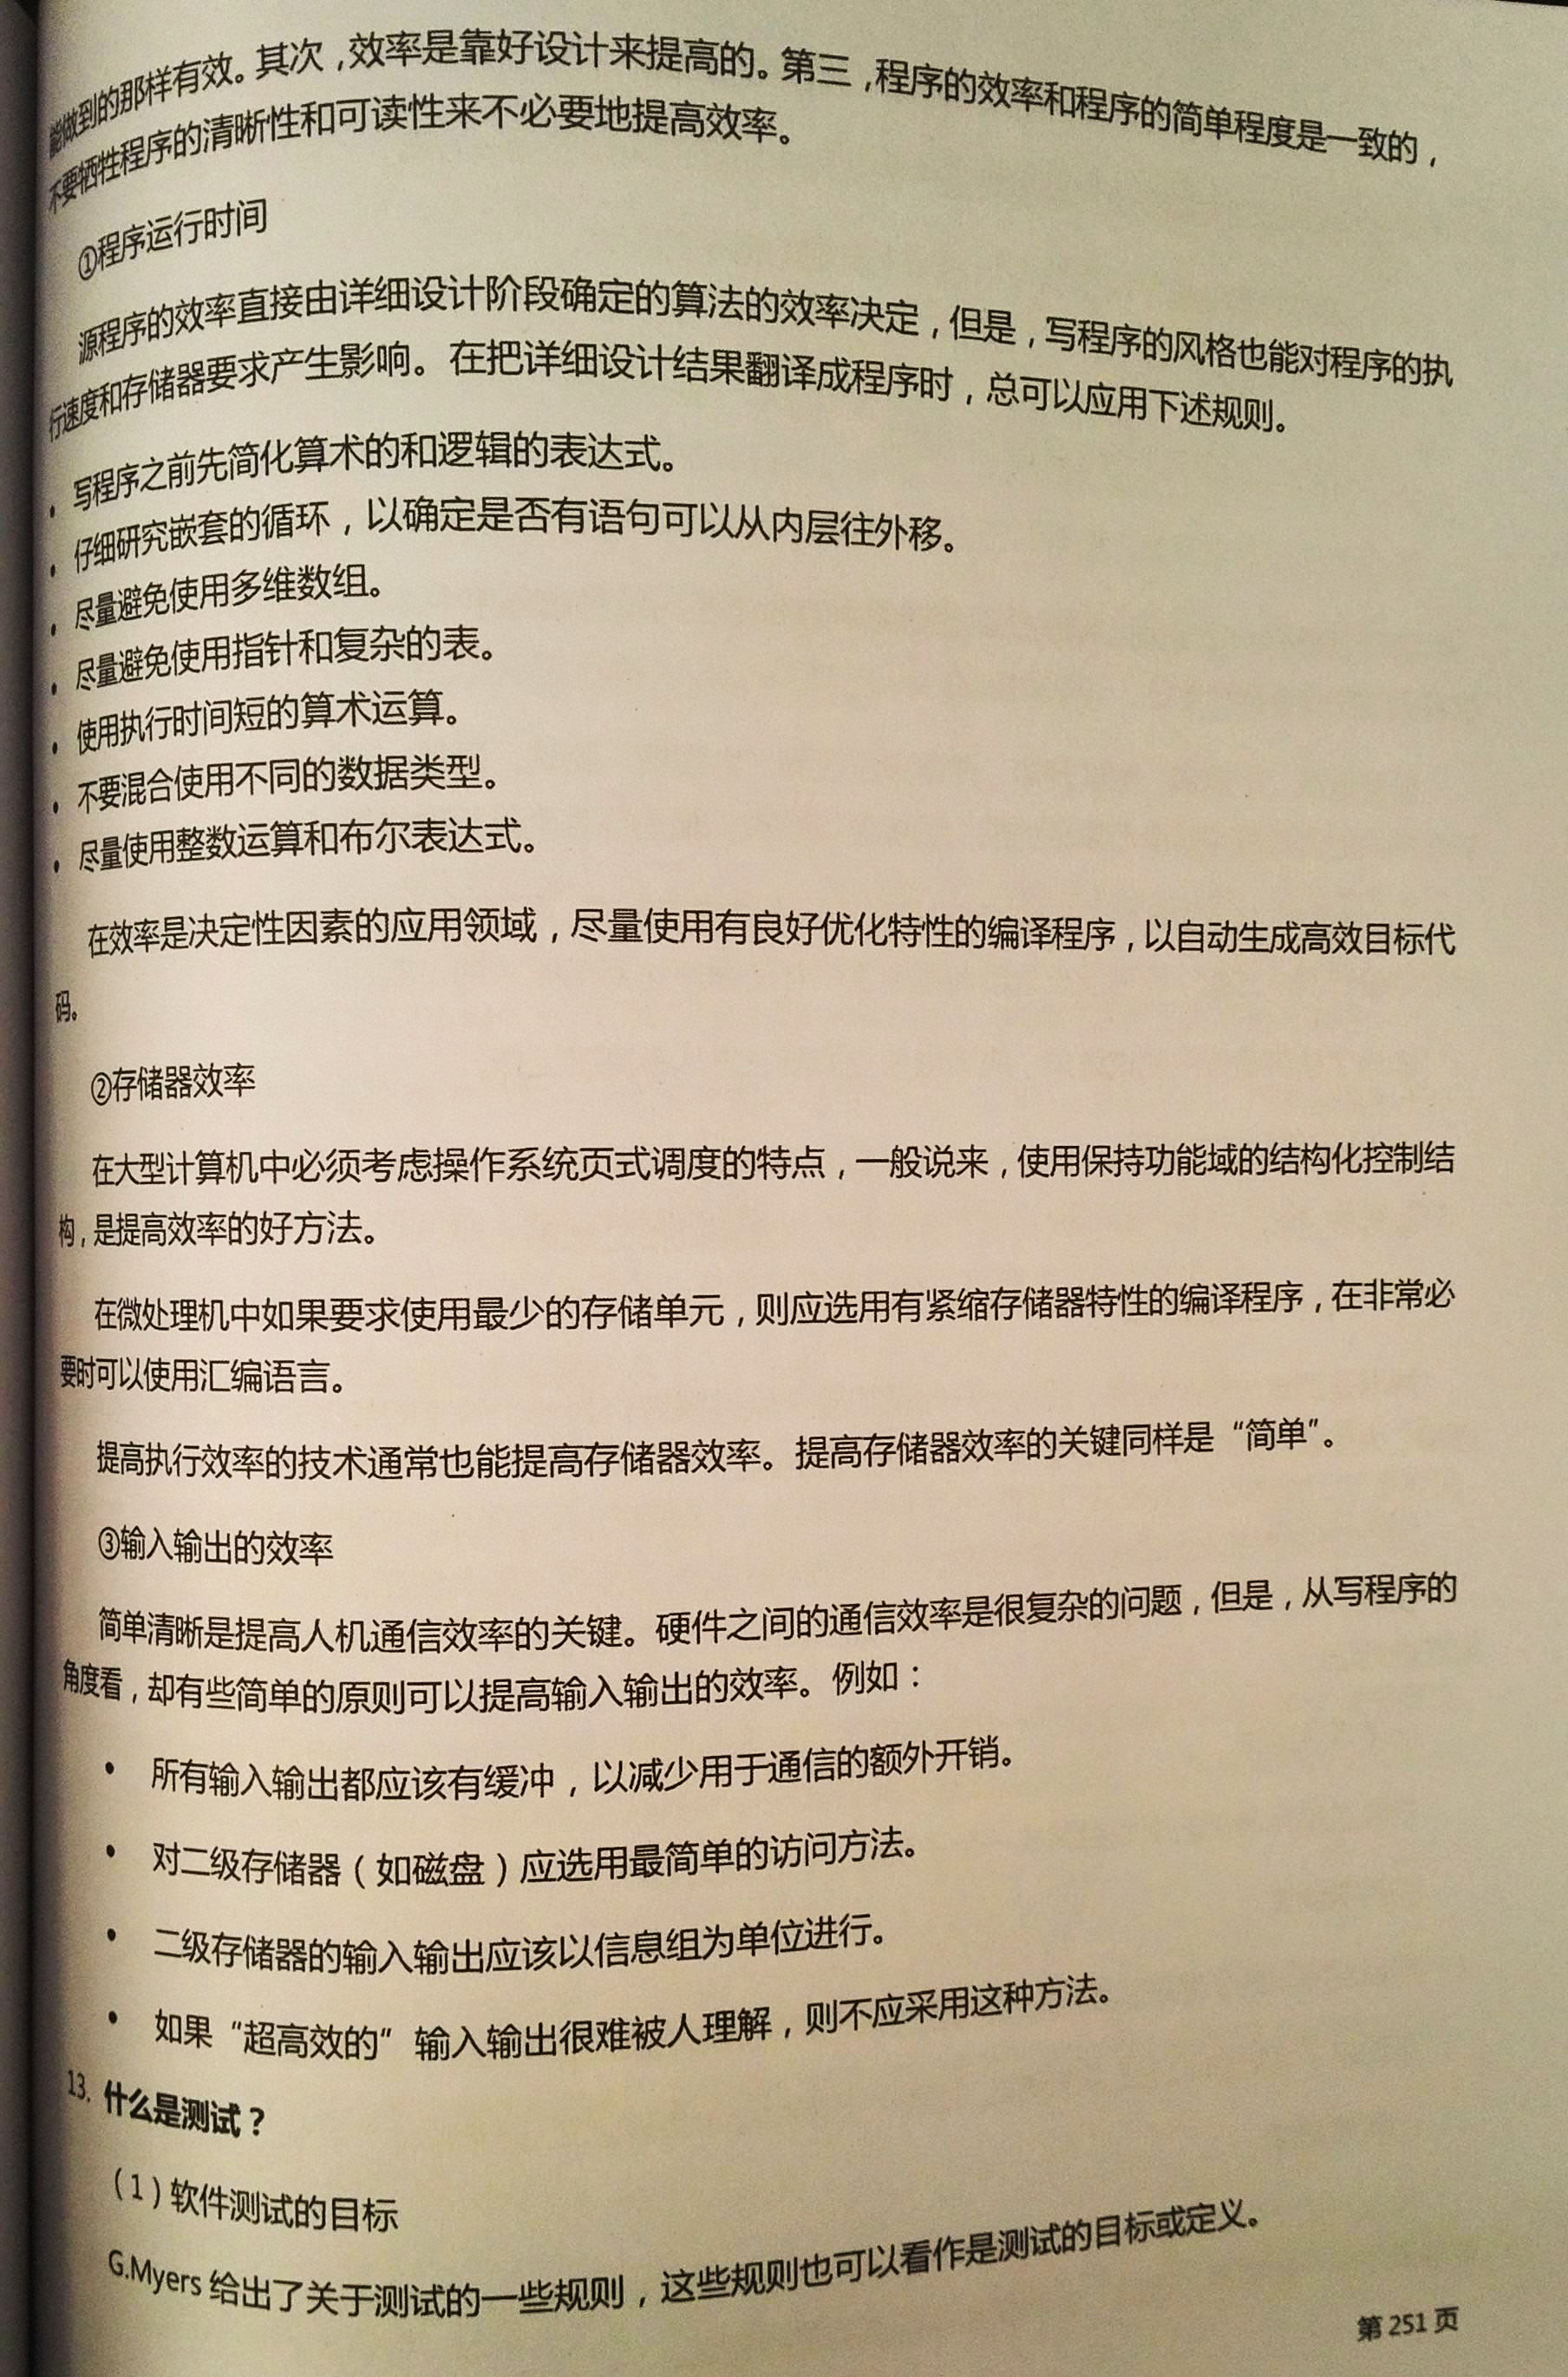 能做到的那样有效。其次，效率是靠好设计来提高的。第三，程序的效率和程序的简单程度是一致的，
不要牺牲程序的清晰性和可读性来不必要地提高效率。
①程序运行时间
源程序的效率直接由详细设计阶段确定的算法的效率决定，但是，写程序的风格也能对程序的执
行速度和存储器要求产生影响。在把详细设计结果翻译成程序时，总可以应用下述规则。
• 写程序之前先简化算术的和逻辑的表达式。
• 仔细研究嵌套的循环，以确定是否有语句可以从内层往外移。
• 尽量避免使用多维数组。
• 尽量避免使用指针和复杂的表。
• 使用执行时间短的算术运算。
• 不要混合使用不同的数据类型。
• 尽量使用整数运算和布尔表达式。
在效率是决定性因素的应用领域，尽量使用有良好优化特性的编译程序，以自动生成高效目标代
码。
②存储器效率
在大型计算机中必须考虑操作系统页式调度的特点，一般说来，使用保持功能域的结构化控制结
构，是提高效率的好方法。
在微处理机中如果要求使用最少的存储单元，则应选用有紧缩存储器特性的编译程序，在非常必
要时可以使用汇编语言。
提高执行效率的技术通常也能提高存储器效率。提高存储器效率的关键同样是“简单”。
③输入输出的效率
简单清晰是提高人机通信效率的关键。硬件之间的通信效率是很复杂的问题，但是，从写程序的
角度看，却有些简单的原则可以提高输入输出的效率。例如：
• 所有输入输出都应该有缓冲，以减少用于通信的额外开销。
• 对二级存储器（如磁盘）应选用最简单的访问方法。
• 二级存储器的输入输出应该以信息组为单位进行。
• 如果“超高效的“输入输出很难被人理解，则不应采用这种方法。
13. 什么是测试？
（1）软件测试的目标
G.Myers 给出了关于测试的一些规则，这些规则也可以看作是测试的目标或定义。
第 251 页